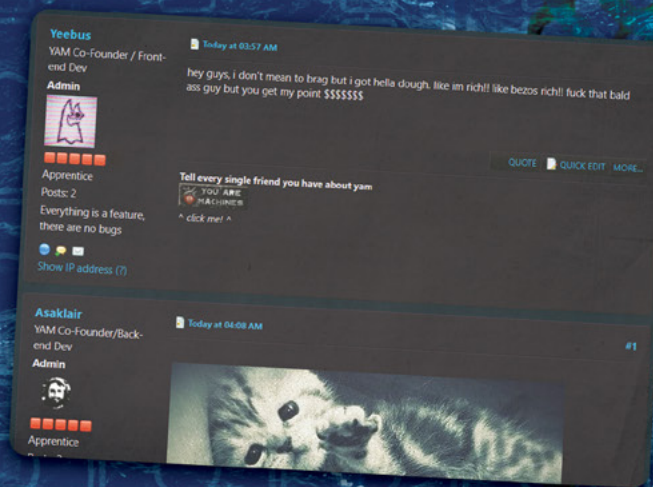 Yeebus
YAM Co-Founder / Front-
end Dev
Admin
Apprentice
Posts: 2
Everything is a feature,
there are no bugs
Show IP address (?)
Today at 03:57 AM
hey guys, i don't mean to brag but i got hella dough. like im rich!! like bezos rich!! fuck that bald
ass guy but you get my point $$$$$$$
QUOTE QUICK EDIT MORE...
Tell every single friend you have about yam
YOU ARE
MACHINES
^ click me! ^
Asaklair
YAM Co-Founder/Back-
end Dev
Admin
Apprentice
Today at 04:08 AM
#1